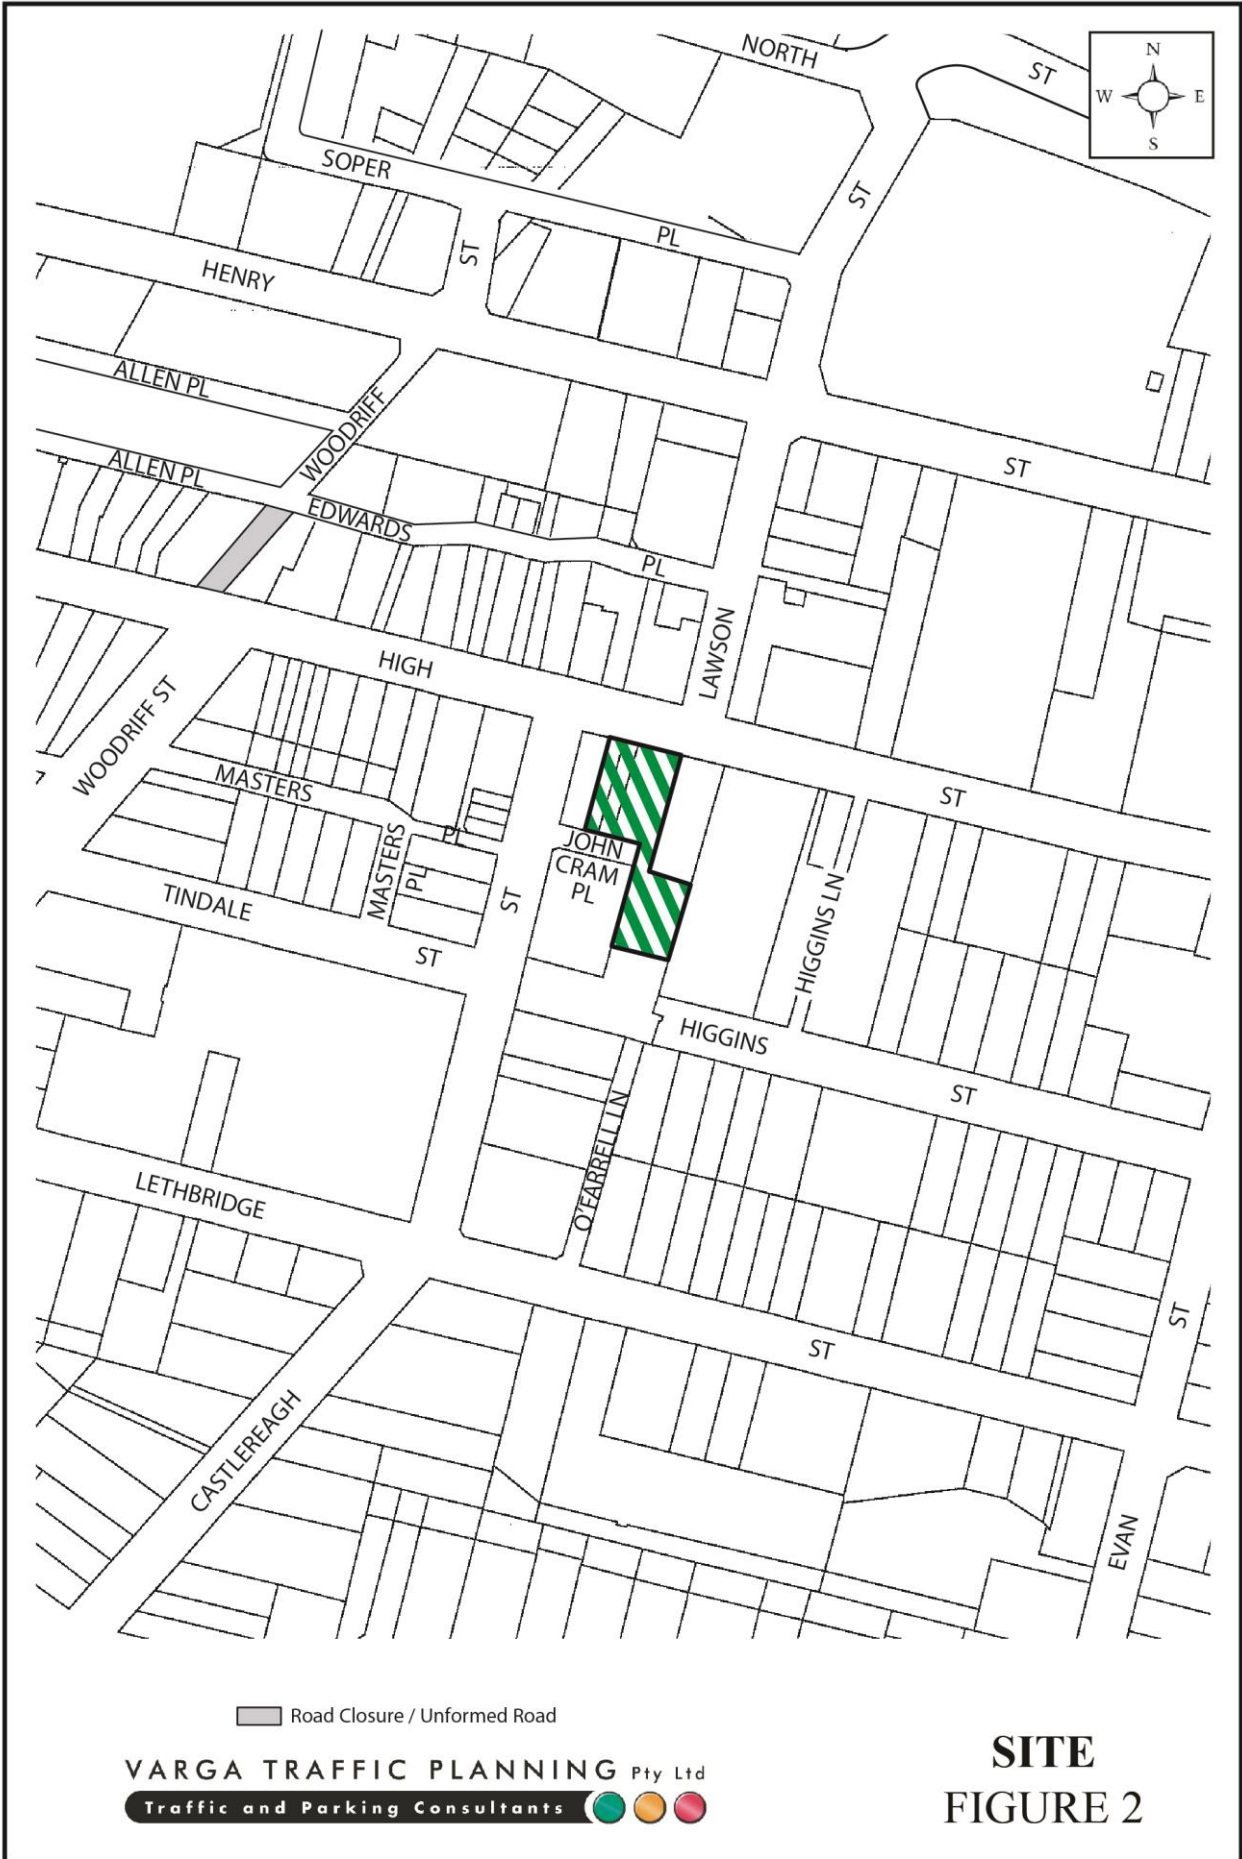 NORTH
ST
N
W E
S
SOPER
ST
PL
ST
HENRY
ALLEN PL
WOODRIFF
ST
ALLEN PL
EDWARDS
PL
LAWSON
HIGH
WOODRIFF ST
MASTERS
PL
MASTERS
PL
JOHN
CRAM
PL
ST
ST
HIGGINS LN
TINDALE
ST
HIGGINS
ST
O'FARRELL LN
LETHBRIDGE
ST
ST
CASTLEREAGH
EVAN
Road Closure / Unformed Road
VARGA TRAFFIC PLANNING Pty Ltd
Traffic and Parking Consultants
SITE
FIGURE 2